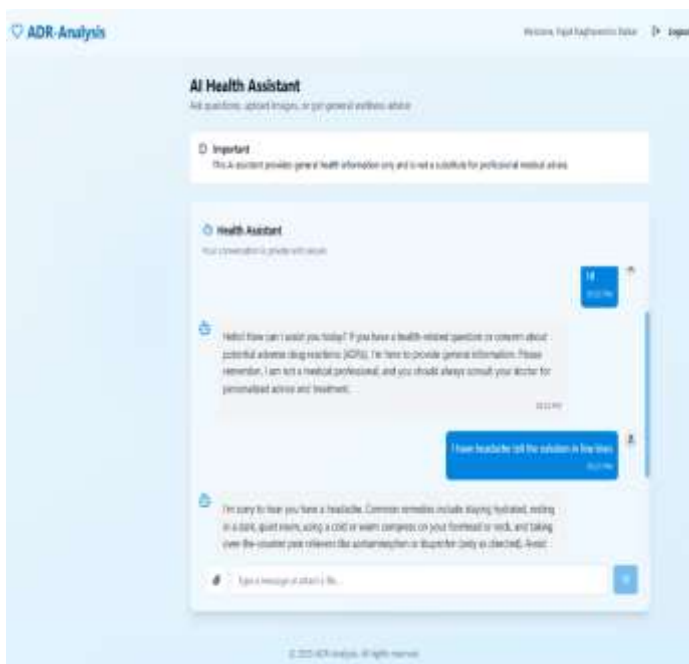 ADR-Analysis
Welcome,
Logout
AI Health Assistant
Ask questions, upload images, or get general wellness advice
Important
This AI assistant provides general health information only and is not a substitute for professional medical advice.
Health Assistant
Your conversation is private and secure
Hello! How can I assist you today? If you have a health-related question or concern about
potential adverse drug reactions (ADRs), I'm here to provide general information. Please
remember, I am not a medical professional, and you should always consult your doctor for
personalized advice and treatment.
I have headache tell the solution in few lines
I'm sorry to hear you have a headache. Common remedies include staying hydrated, resting
in a dark, quiet room, using a cold or warm compress on your forehead or neck, and taking
over-the-counter pain relievers like acetaminophen or ibuprofen (only as directed). Avoid
Type a message or attach a file...
© 2025 ADR-Analysis. All rights reserved.